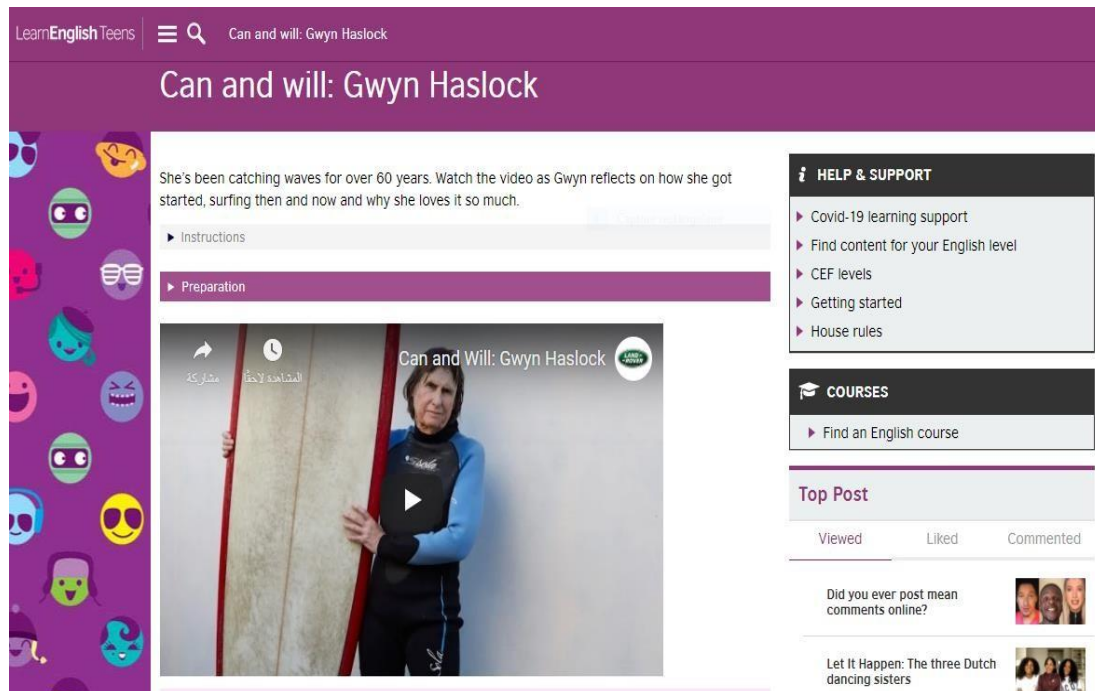 LearnEnglish Teens
Can and will: Gwyn Haslock
Can and will: Gwyn Haslock
She's been catching waves for over 60 years. Watch the video as Gwyn reflects on how she got
started, surfing then and now and why she loves it so much.
Instructions
Preparation
Can and Will: Gwyn Haslock
LAND-
ROVER
مشاركة
المشاهدة لاحقًا
sola
sola
i HELP & SUPPORT
Covid-19 learning support
Find content for your English level
CEF levels
Getting started
House rules
COURSES
Find an English course
Top Post
Viewed
Liked
Commented
Did you ever post mean
comments online?
Let It Happen: The three Dutch
dancing sisters